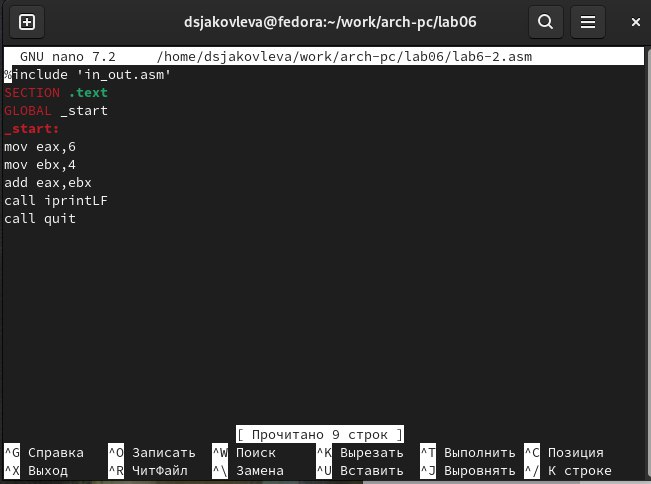 dsjakovleva@fedora:~/work/arch-pc/lab06
GNU nano 7.2 /home/dsjakovleva/work/arch-pc/lab06/lab6-2.asm
%include 'in_out.asm'
SECTION .text
GLOBAL _start
_start:
mov eax,6
mov ebx,4
add eax,ebx
call iprintLF
call quit
[ Прочитано 9 строк ]
^G Справка ^O Записать ^W Поиск ^K Вырезать ^T Выполнить ^C Позиция
^X Выход ^R ЧитФайл ^\ Замена ^U Вставить ^J Выровнять ^/ К строке